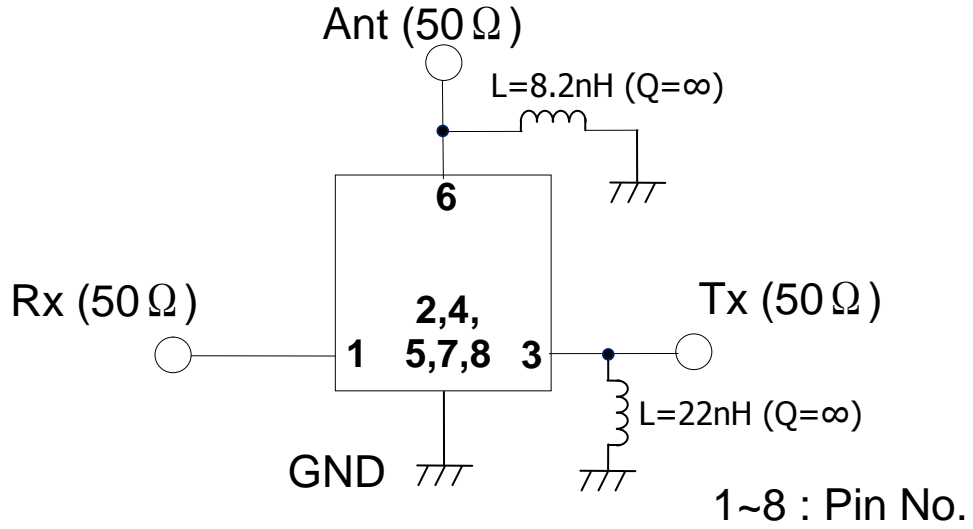 Ant (50Ω)
L=8.2nH (Q=∞)
6
Rx (50Ω)
Tx (50Ω)
2,4,
1
5,7,8
3
L=22nH (Q=∞)
GND
1~8 : Pin No.